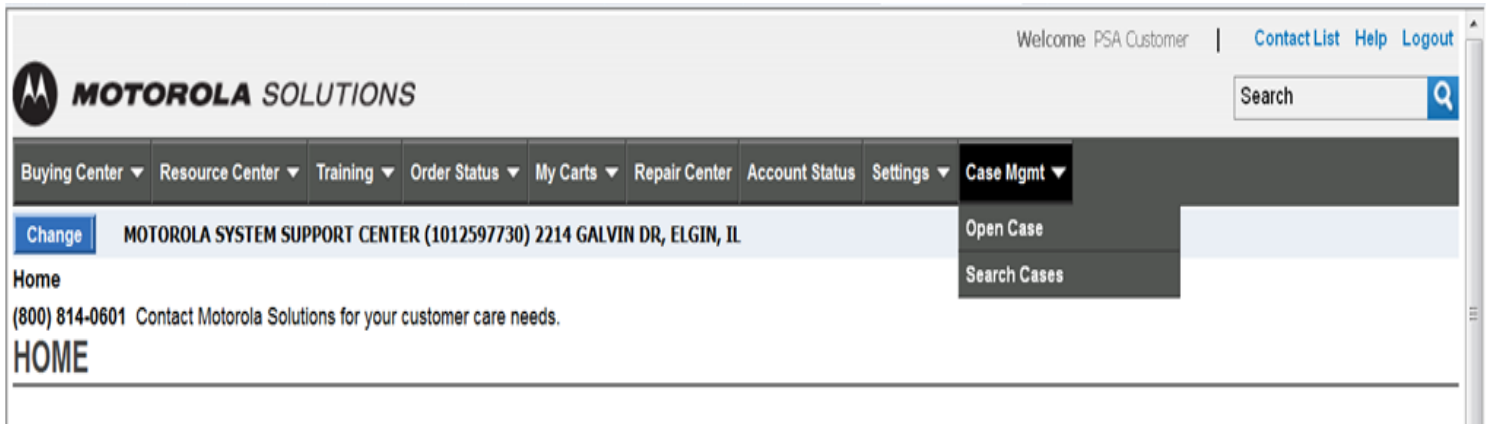 Welcome PSA Customer | Contact List Help Logout
MOTOROLA SOLUTIONS
Search
Buying Center Resource Center Training Order Status My Carts Repair Center Account Status Settings Case Mgmt
Change MOTOROLA SYSTEM SUPPORT CENTER (1012597730) 2214 GALVIN DR, ELGIN, IL
Open Case
Search Cases
Home
(800) 814-0601 Contact Motorola Solutions for your customer care needs.
HOME